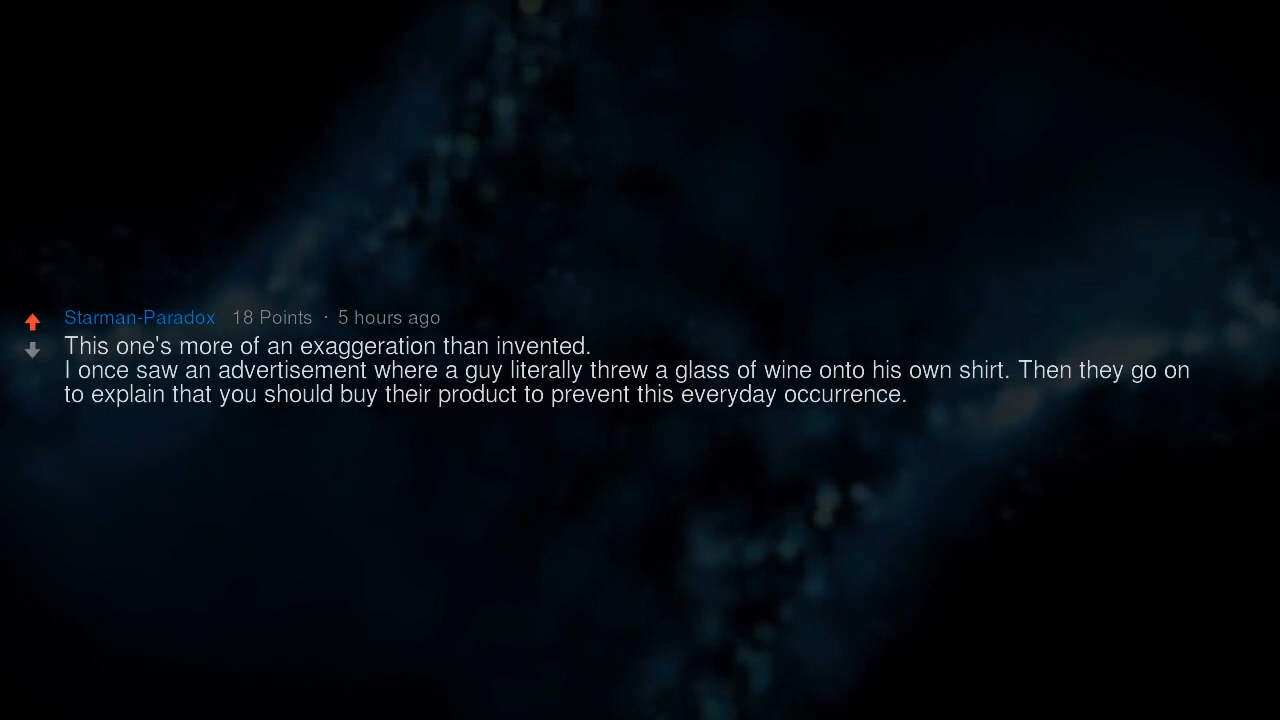 Starman-Paradox 18 Points · 5 hours ago
This one's more of an exaggeration than invented.
I once saw an advertisement where a guy literally threw a glass of wine onto his own shirt. Then they go on
to explain that you should buy their product to prevent this everyday occurrence.